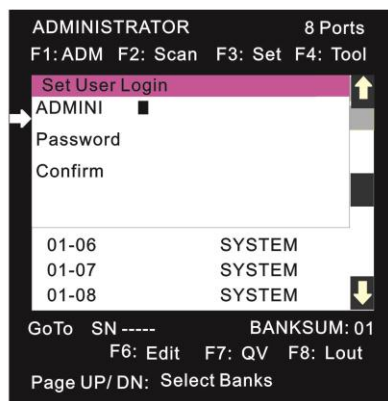 ADMINISTRATOR 8 Ports
F1: ADM F2: Scan F3: Set F4: Tool
Set User Login
ADMINI
Password
Confirm
01-06 SYSTEM
01-07 SYSTEM
01-08 SYSTEM
GoTo SN ----- BANKSUM: 01
F6: Edit F7: QV F8: Lout
Page UP/ DN: Select Banks